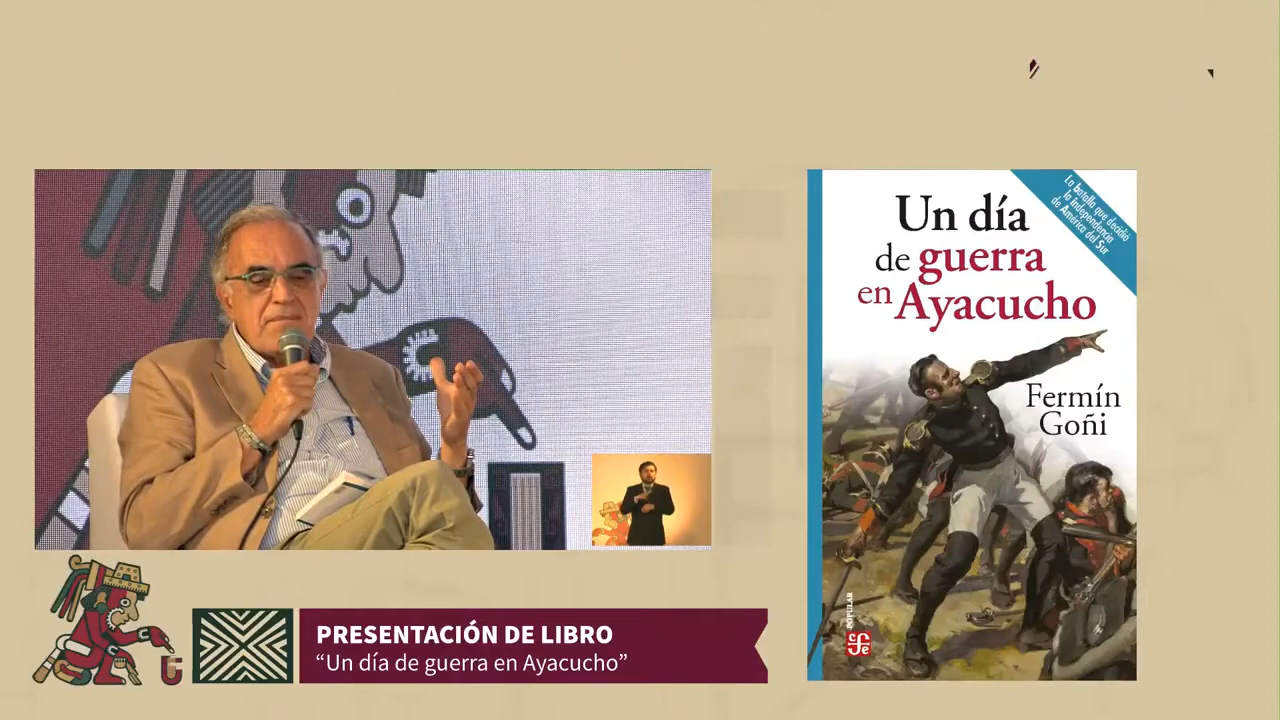 Un día
de guerra
en Ayacucho
La batalla que decidió
la independencia
de América del Sur
Fermín
Goñi
POPULAR
PRESENTACIÓN DE LIBRO
“Un día de guerra en Ayacucho”